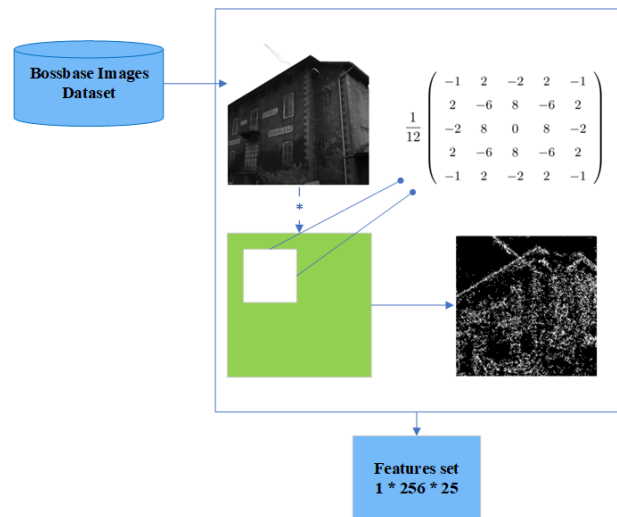 Bossbase Images
Dataset
1
12
-1 2 -2 2 -1
2 -6 8 -6 2
-2 8 0 8 -2
2 -6 8 -6 2
-1 2 -2 2 -1
*
Features set
1 * 256 * 25